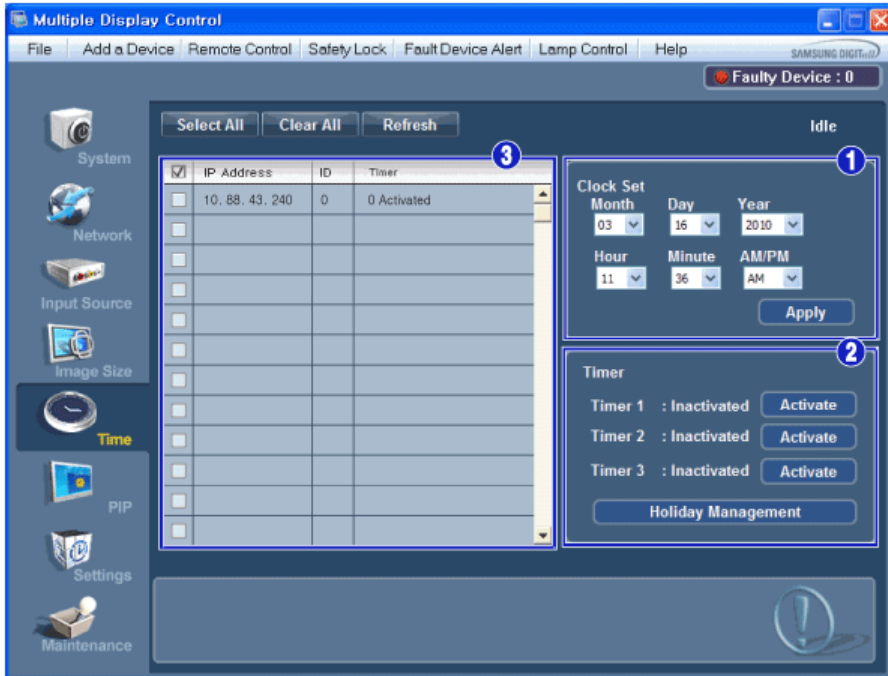 Multiple Display Control
File Add a Device Remote Control Safety Lock Fault Device Alert Lamp Control Help SAMSUNG DIGIT...
Faulty Device : 0
Select All Clear All Refresh Idle
System
Network
Input Source
Image Size
Time
PIP
Settings
Maintenance
3
IP Address ID Timer
10. 88. 43. 240 0 0 Activated
1
Clock Set
Month Day Year
03 16 2010
Hour Minute AM/PM
11 36 AM
Apply
2
Timer
Timer 1 : Inactivated Activate
Timer 2 : Inactivated Activate
Timer 3 : Inactivated Activate
Holiday Management